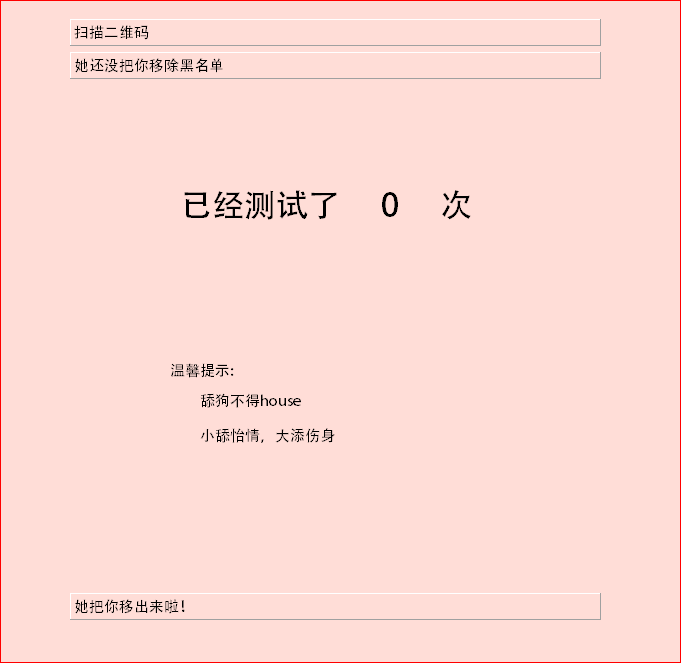 扫描二维码
她还没把你移除黑名单
已经测试了 0 次
温馨提示:
舔狗不得house
小舔怡情，大添伤身
她把你移出来啦!